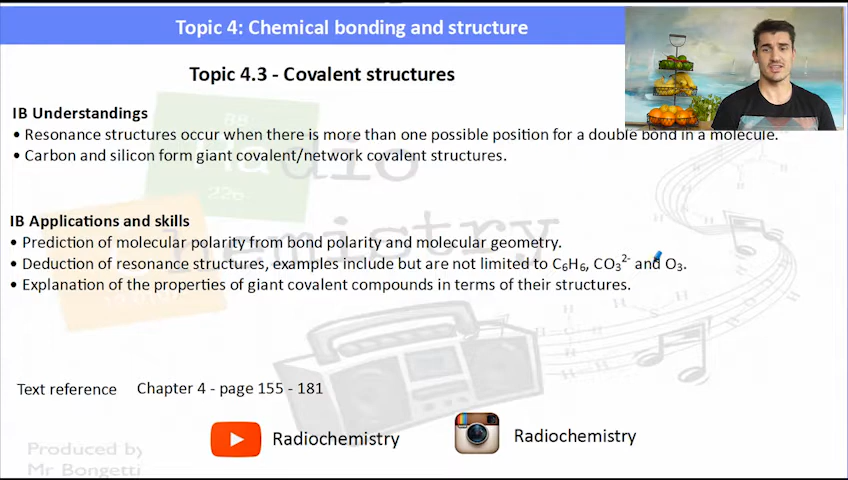 Topic 4: Chemical bonding and structure
Topic 4.3 - Covalent structures
IB Understandings
• Resonance structures occur when there is more than one possible position for a double bond in a molecule.
• Carbon and silicon form giant covalent/network covalent structures.
IB Applications and skills
• Prediction of molecular polarity from bond polarity and molecular geometry.
• Deduction of resonance structures, examples include but are not limited to C₆H₆, CO₃²⁻ and O₃.
• Explanation of the properties of giant covalent compounds in terms of their structures.
Text reference Chapter 4 - page 155 - 181
Radiochemistry Radiochemistry
Produced by
Mr Bongetti